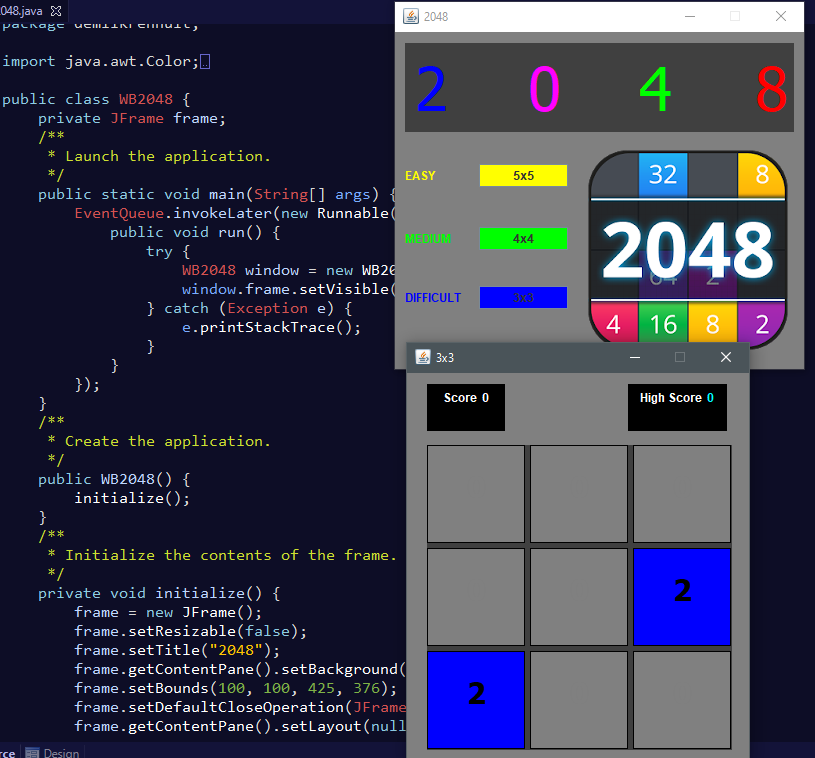 048.java
import java.awt.Color;
public class WB2048 {
private JFrame frame;
/**
* Launch the application.
*/
public static void main(String[] args) {
EventQueue.invokeLater(new Runnable(
public void run() {
try {
WB2048 window = new WB20
window.frame.setVisible(
} catch (Exception e) {
e.printStackTrace();
}
}
});
}
/**
* Create the application.
*/
public WB2048() {
initialize();
}
/**
* Initialize the contents of the frame.
*/
private void initialize() {
frame = new JFrame();
frame.setResizable(false);
frame.setTitle("2048");
frame.getContentPane().setBackground(
frame.setBounds(100, 100, 425, 376);
frame.setDefaultCloseOperation(JFrame
frame.getContentPane().setLayout(null
rce Design
2048
2 0 4 8
EASY 5x5
MEDIUM 4x4
DIFFICULT 3x3
32 8
2048
64 2
4 16 8 2
3x3
Score 0 High Score 0
2
2